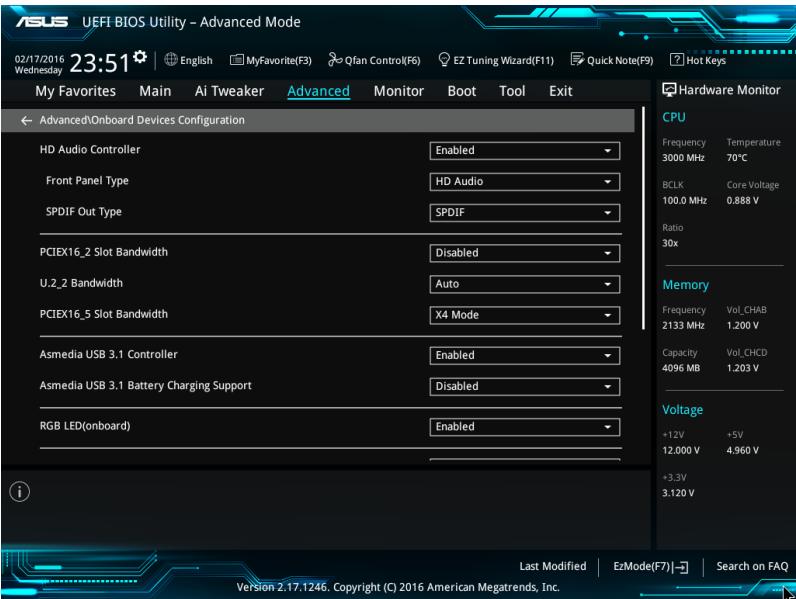 ASUS UEFI BIOS Utility – Advanced Mode
02/17/2016 Wednesday 23:51 English MyFavorite(F3) Qfan Control(F6) EZ Tuning Wizard(F11) Quick Note(F9) ? Hot Keys
My Favorites Main Ai Tweaker Advanced Monitor Boot Tool Exit
Hardware Monitor
← Advanced\Onboard Devices Configuration
HD Audio Controller Enabled
Front Panel Type HD Audio
SPDIF Out Type SPDIF
PCIEX16_2 Slot Bandwidth Disabled
U.2_2 Bandwidth Auto
PCIEX16_5 Slot Bandwidth X4 Mode
Asmedia USB 3.1 Controller Enabled
Asmedia USB 3.1 Battery Charging Support Disabled
RGB LED(onboard) Enabled
CPU
Frequency Temperature
3000 MHz 70°C
BCLK Core Voltage
100.0 MHz 0.888 V
Ratio
30x
Memory
Frequency Vol_CHAB
2133 MHz 1.200 V
Capacity Vol_CHCD
4096 MB 1.203 V
Voltage
+12V +5V
12.000 V 4.960 V
+3.3V
3.120 V
Last Modified EzMode(F7) Search on FAQ
Version 2.17.1246. Copyright (C) 2016 American Megatrends, Inc.